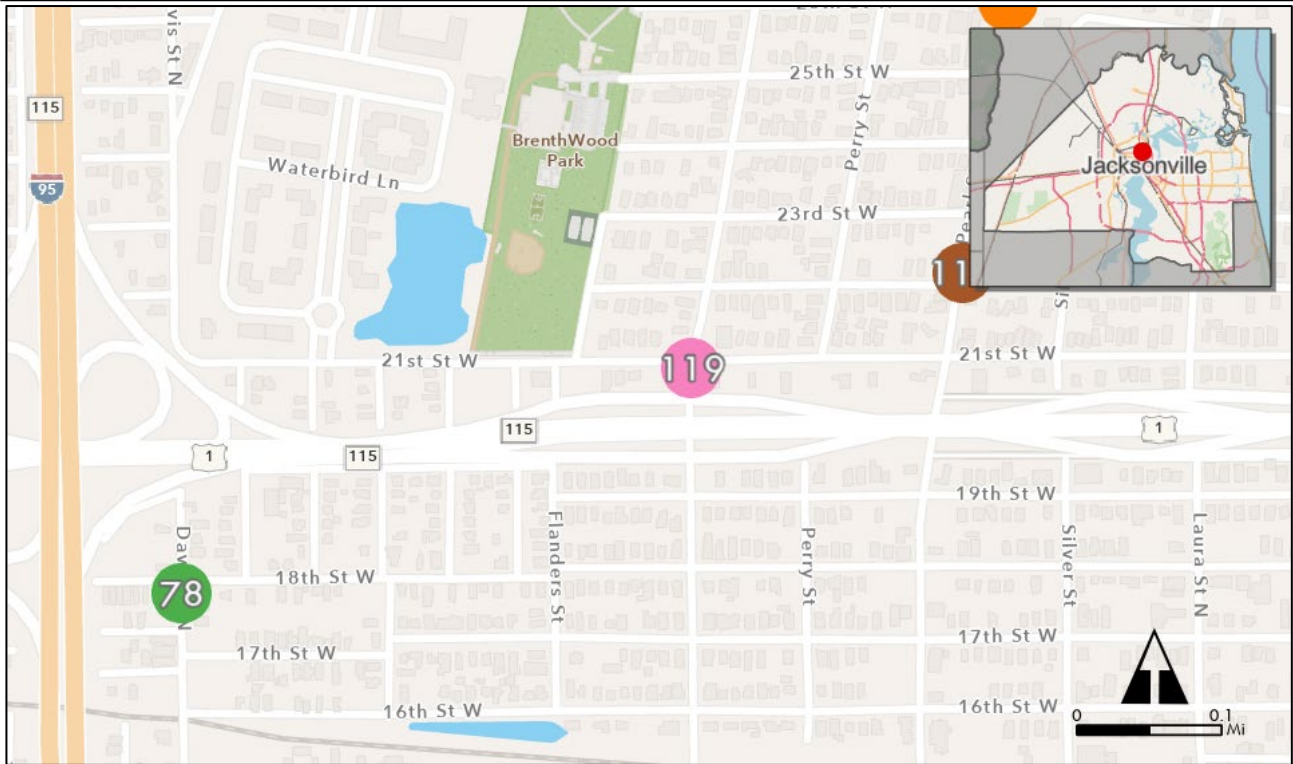 vis St N
25th St W
115
95
BrenthWood
Park
Perry St
Waterbird Ln
Jacksonville
23rd St W
21st St W
119
21st St W
115
1
115
1
19th St W
Flanders St
Perry St
Silver St
Laura St N
18th St W
78
17th St W
17th St W
16th St W
16th St W
0
0.1
Mi